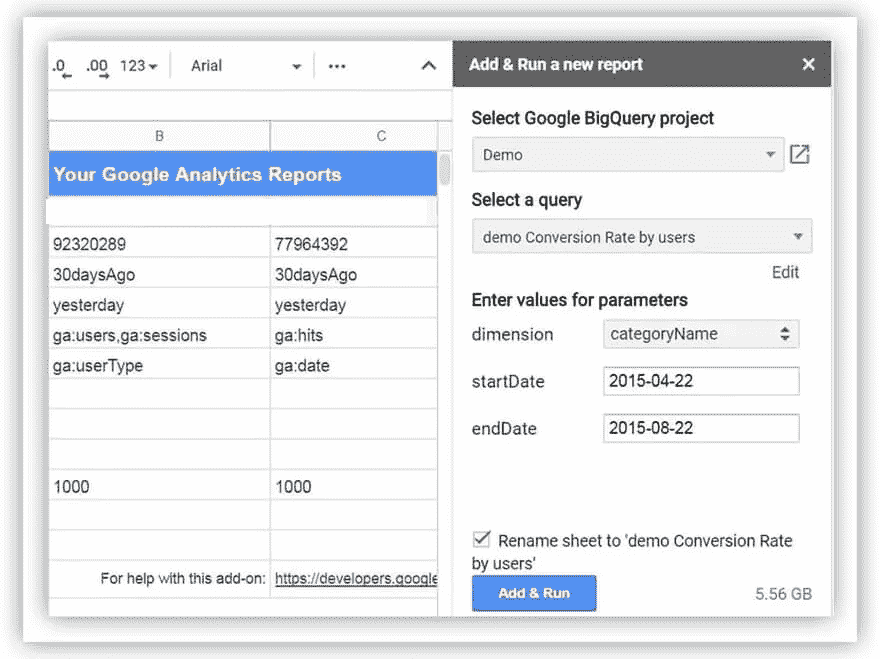 .0 .00 123 Arial ...
B C
Your Google Analytics Reports
92320289 77964392
30daysAgo 30daysAgo
yesterday yesterday
ga:users,ga:sessions ga:hits
ga:userType ga:date
1000 1000
For help with this add-on: https://developers.google
Add & Run a new report
Select Google BigQuery project
Demo
Select a query
demo Conversion Rate by users
Edit
Enter values for parameters
dimension categoryName
startDate 2015-04-22
endDate 2015-08-22
Rename sheet to 'demo Conversion Rate
by users'
Add & Run 5.56 GB